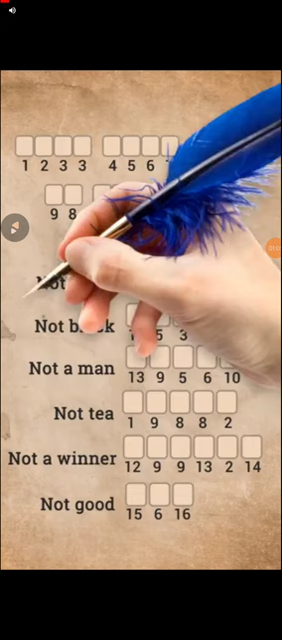 1 2 3 3 4 5 6
9 8
Not
Not
5 3
Not a man
13 9 5 6 10
Not tea
1 9 8 8 2
Not a winner
12 9 9 13 2 14
Not good
15 6 16